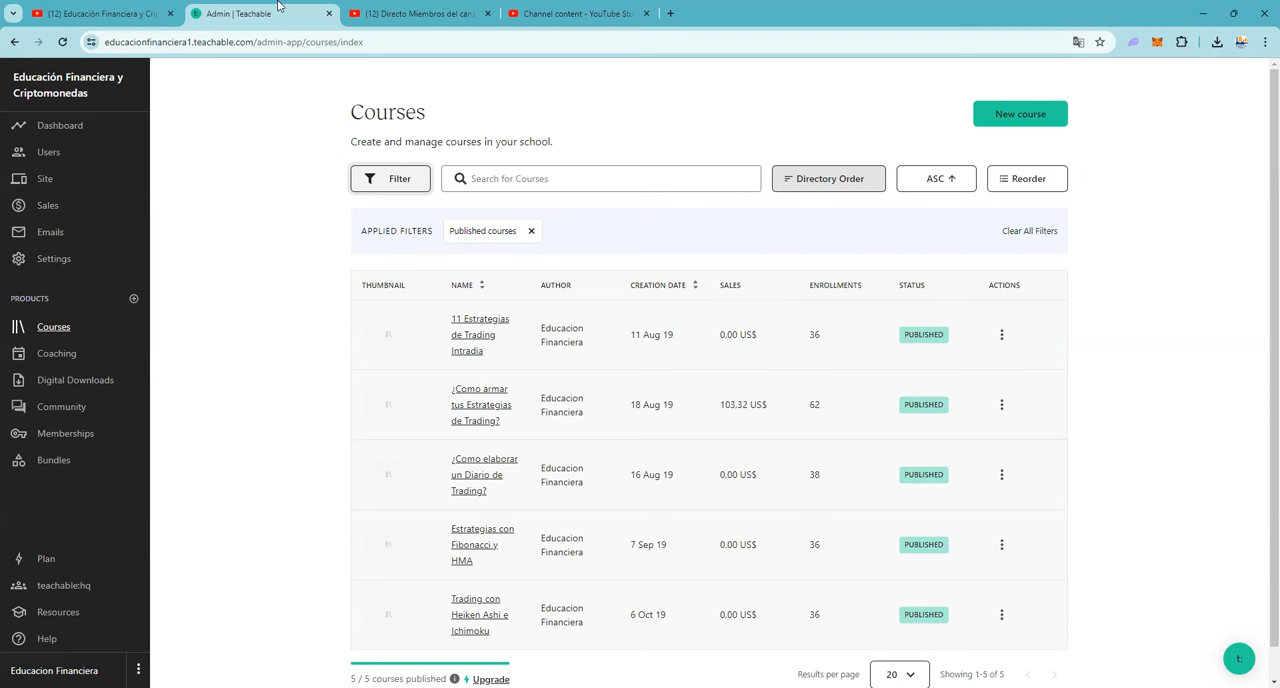 (12) Educación Financiera y Crip
Admin | Teachable
(12) Directo Miembros del cana
Channel content - YouTube Stu
educacionfinanciera1.teachable.com/admin-app/courses/index
Educación Financiera y
Criptomonedas
Dashboard
Users
Site
Sales
Emails
Settings
PRODUCTS
Courses
Coaching
Digital Downloads
Community
Memberships
Bundles
Plan
teachable:hq
Resources
Help
Educacion Financiera
Courses
New course
Create and manage courses in your school.
Filter
Search for Courses
Directory Order
ASC ↑
Reorder
APPLIED FILTERS
Published courses ×
Clear All Filters
THUMBNAIL NAME AUTHOR CREATION DATE SALES ENROLLMENTS STATUS ACTIONS
11 Estrategias
de Trading
Intradia
Educacion
Financiera
11 Aug 19
0,00 US$
36
PUBLISHED
¿Como armar
tus Estrategias
de Trading?
Educacion
Financiera
18 Aug 19
103,32 US$
62
PUBLISHED
¿Como elaborar
un Diario de
Trading?
Educacion
Financiera
16 Aug 19
0,00 US$
38
PUBLISHED
Estrategias con
Fibonacci y
HMA
Educacion
Financiera
7 Sep 19
0,00 US$
36
PUBLISHED
Trading con
Heiken Ashi e
Ichimoku
Educacion
Financiera
6 Oct 19
0,00 US$
36
PUBLISHED
5 / 5 courses published
Upgrade
Results per page
20
Showing 1-5 of 5
t: